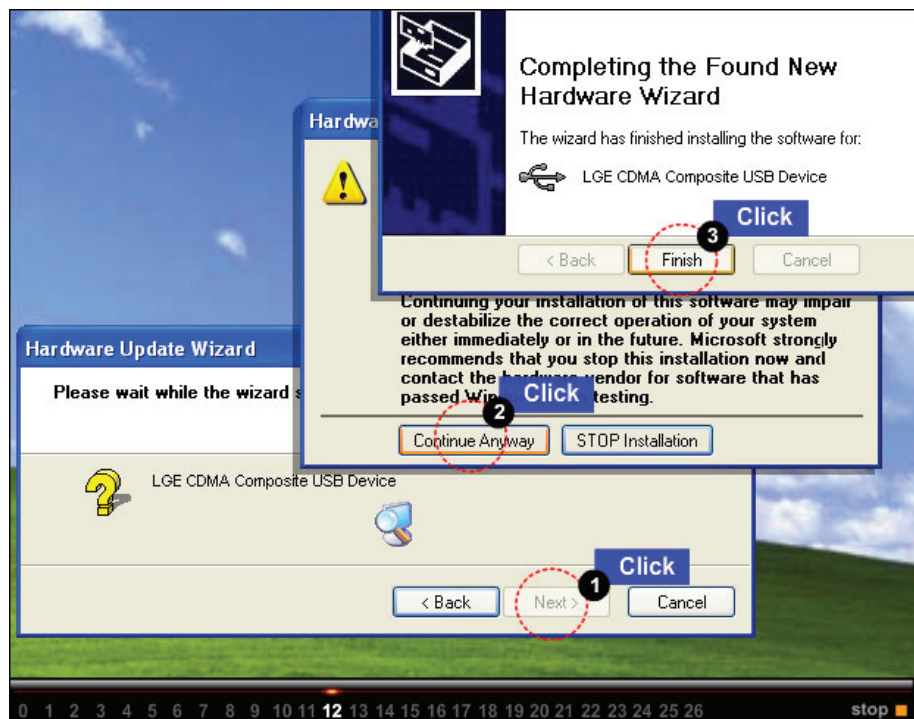 Completing the Found New
Hardware Wizard
The wizard has finished installing the software for:
LGE CDMA Composite USB Device
Click
3
< Back
Finish
Cancel
Hardwa
!
Continuing your installation of this software may impair
or destabilize the correct operation of your system
either immediately or in the future. Microsoft strongly
recommends that you stop this installation now and
contact the hardware vendor for software that has
passed Win testing.
Click
2
Continue Anyway
STOP Installation
Hardware Update Wizard
Please wait while the wizard s
?
LGE CDMA Composite USB Device
Click
1
< Back
Next >
Cancel
0 1 2 3 4 5 6 7 8 9 10 11 12 13 14 15 16 17 18 19 20 21 22 23 24 25 26
stop